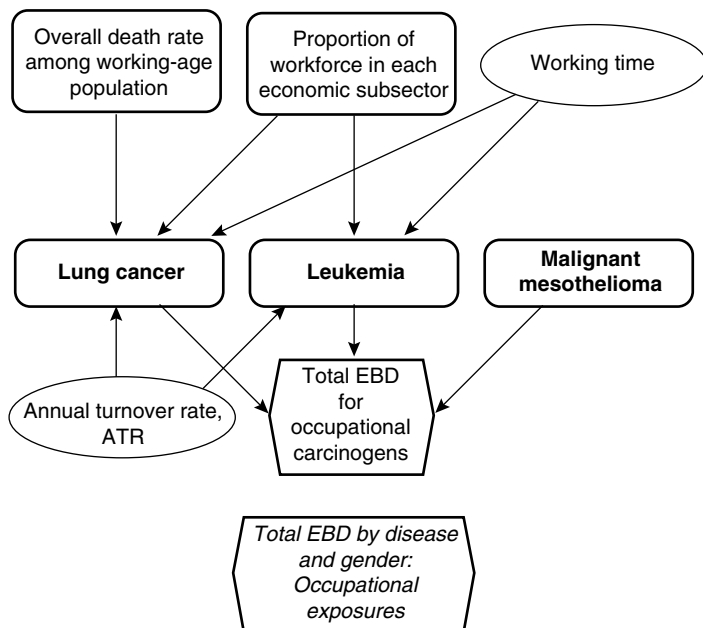 Overall death rate
among working-age
population
Proportion of
workforce in each
economic subsector
Working time
Lung cancer
Leukemia
Malignant
mesothelioma
Annual turnover rate,
ATR
Total EBD
for
occupational
carcinogens
Total EBD by disease
and gender:
Occupational
exposures